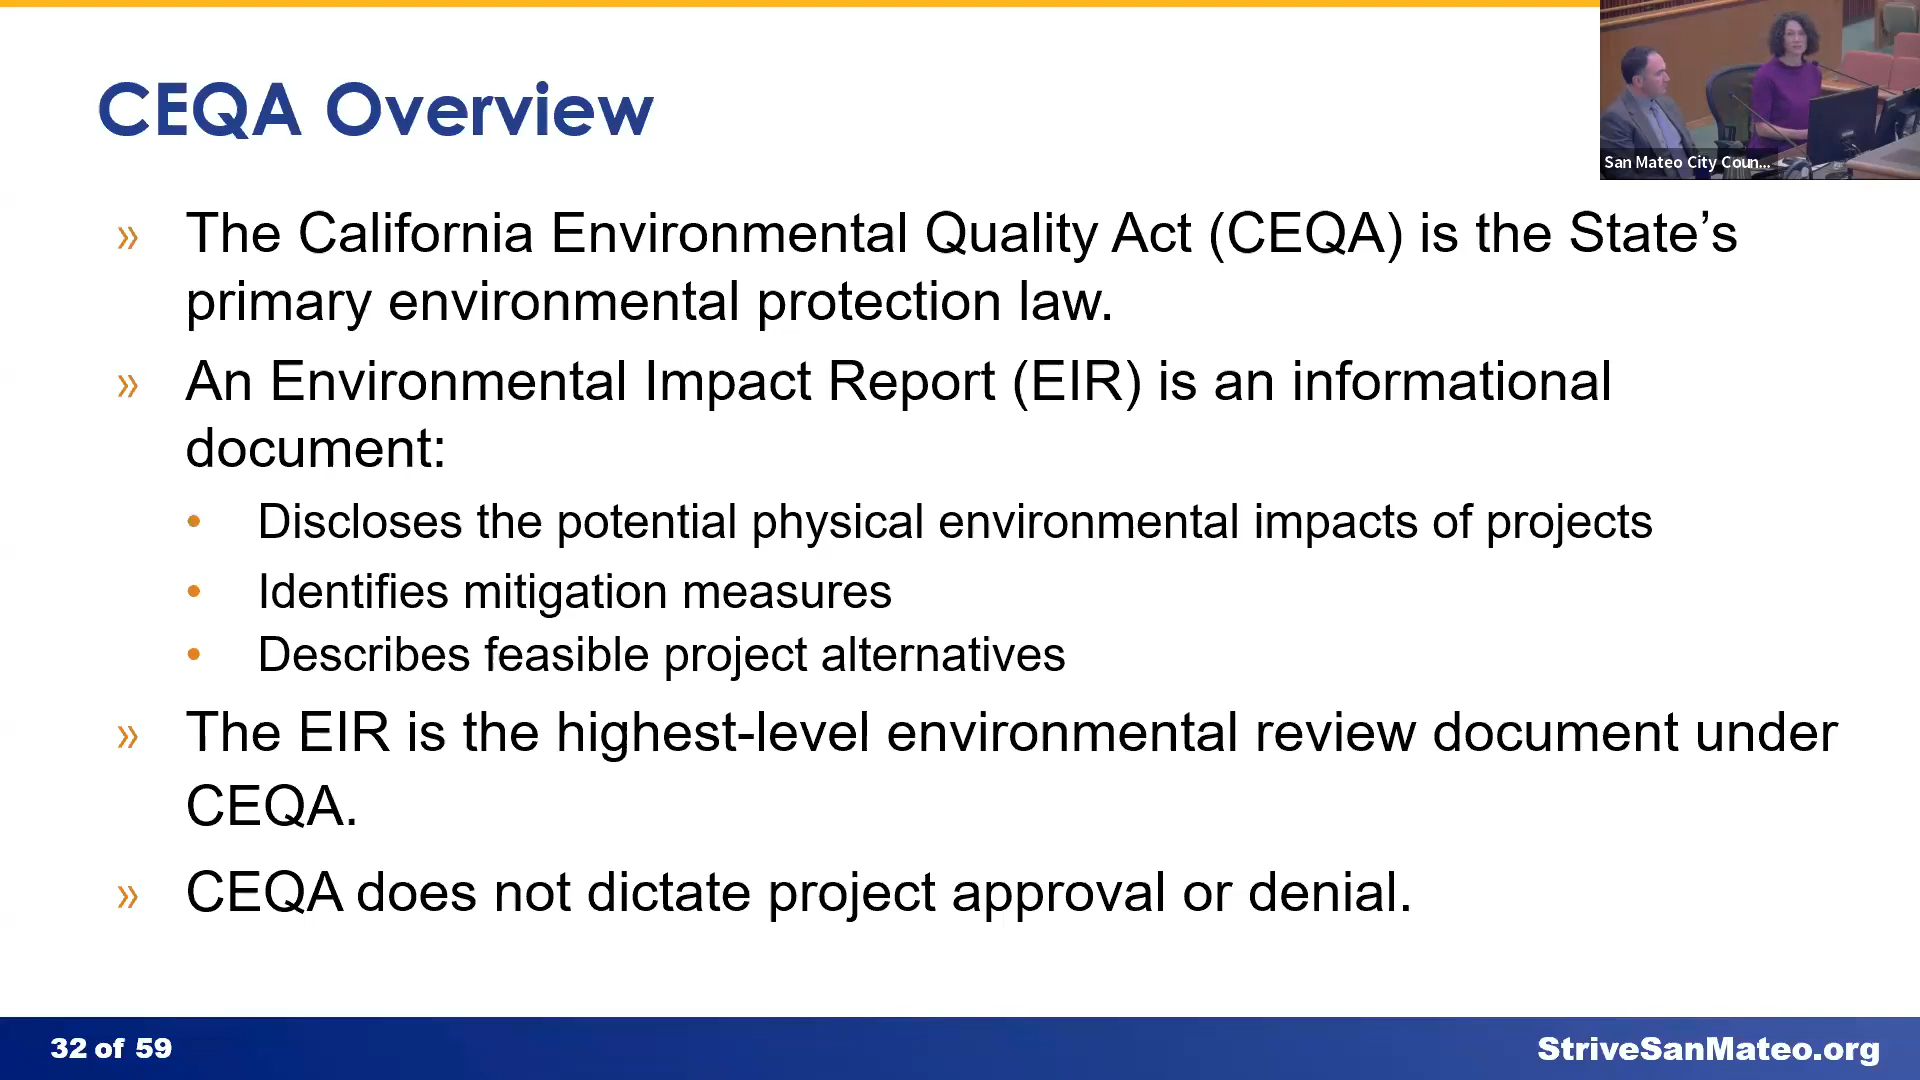 CEQA Overview
San Mateo City Coun...
» The California Environmental Quality Act (CEQA) is the State’s
primary environmental protection law.
» An Environmental Impact Report (EIR) is an informational
document:
• Discloses the potential physical environmental impacts of projects
• Identifies mitigation measures
• Describes feasible project alternatives
» The EIR is the highest-level environmental review document under
CEQA.
» CEQA does not dictate project approval or denial.
32 of 59
StriveSanMateo.org